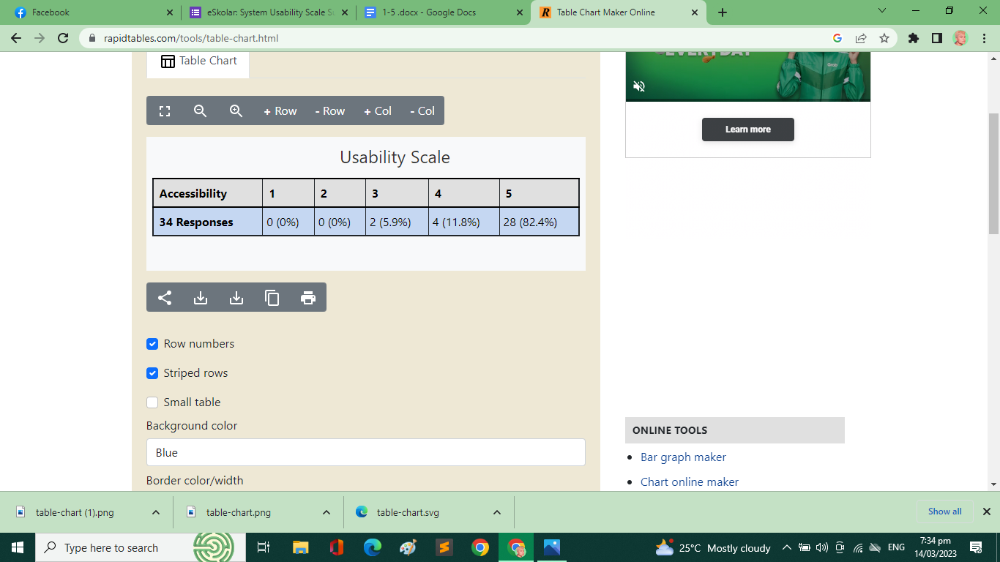 Facebook
eSkolar: System Usability Scale Su
1-5 .docx - Google Docs
Table Chart Maker Online
rapidtables.com/tools/table-chart.html
Table Chart
+ Row - Row + Col - Col
Usability Scale
Accessibility 1 2 3 4 5
34 Responses 0 (0%) 0 (0%) 2 (5.9%) 4 (11.8%) 28 (82.4%)
Row numbers
Striped rows
Small table
Background color
Blue
Border color/width
EVERYDAY
Grab
Learn more
ONLINE TOOLS
Bar graph maker
Chart online maker
table-chart (1).png
table-chart.png
table-chart.svg
Show all
Type here to search
25°C Mostly cloudy
ENG
7:34 pm
14/03/2023